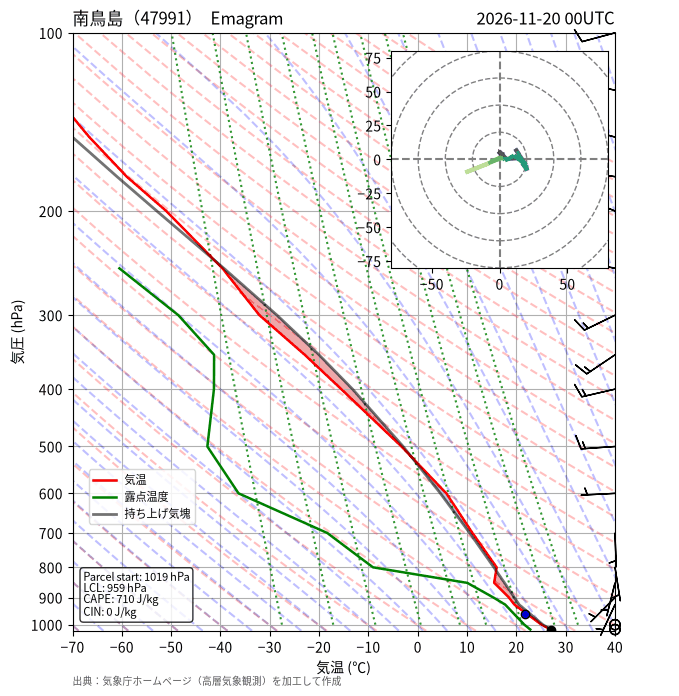 南鳥島（47991） Emagram
2026-11-20 00UTC
100
200
300
400
500
600
700
800
900
1000
気圧 (hPa)
75
50
25
0
−25
−50
−75
−50
0
50
気温
露点温度
持ち上げ気塊
Parcel start: 1019 hPa
LCL: 959 hPa
CAPE: 710 J/kg
CIN: 0 J/kg
−70
−60
−50
−40
−30
−20
−10
0
10
20
30
40
気温 (°C)
出典：気象庁ホームページ（高層気象観測）を加工して作成